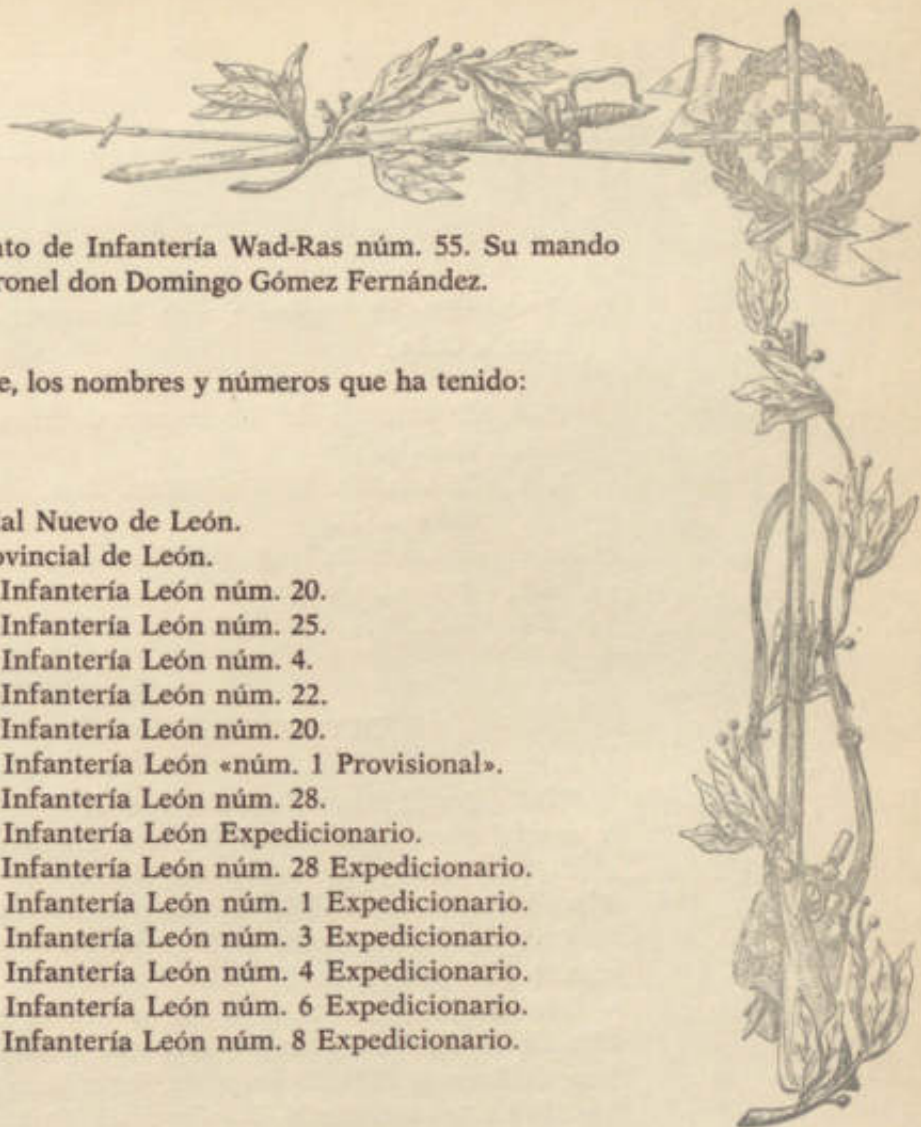 nto de Infantería Wad-Ras núm. 55. Su mando
ronel don Domingo Gómez Fernández.
e, los nombres y números que ha tenido:
al Nuevo de León.
ovincial de León.
Infantería León núm. 20.
Infantería León núm. 25.
Infantería León núm. 4.
Infantería León núm. 22.
Infantería León núm. 20.
Infantería León «núm. 1 Provisional».
Infantería León núm. 28.
Infantería León Expedicionario.
Infantería León núm. 28 Expedicionario.
Infantería León núm. 1 Expedicionario.
Infantería León núm. 3 Expedicionario.
Infantería León núm. 4 Expedicionario.
Infantería León núm. 6 Expedicionario.
Infantería León núm. 8 Expedicionario.